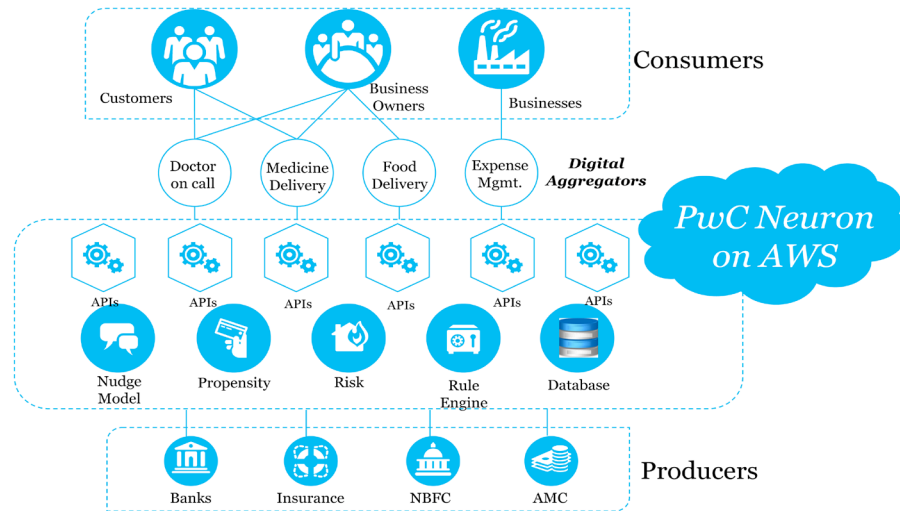 Consumers
Customers
Business
Owners
Businesses
Doctor
on call
Medicine
Delivery
Food
Delivery
Expense
Mgmt.
Digital
Aggregators
PwC Neuron
on AWS
APIs
APIs
APIs
APIs
APIs
APIs
Nudge
Model
Propensity
Risk
Rule
Engine
Database
Banks
Insurance
NBFC
AMC
Producers